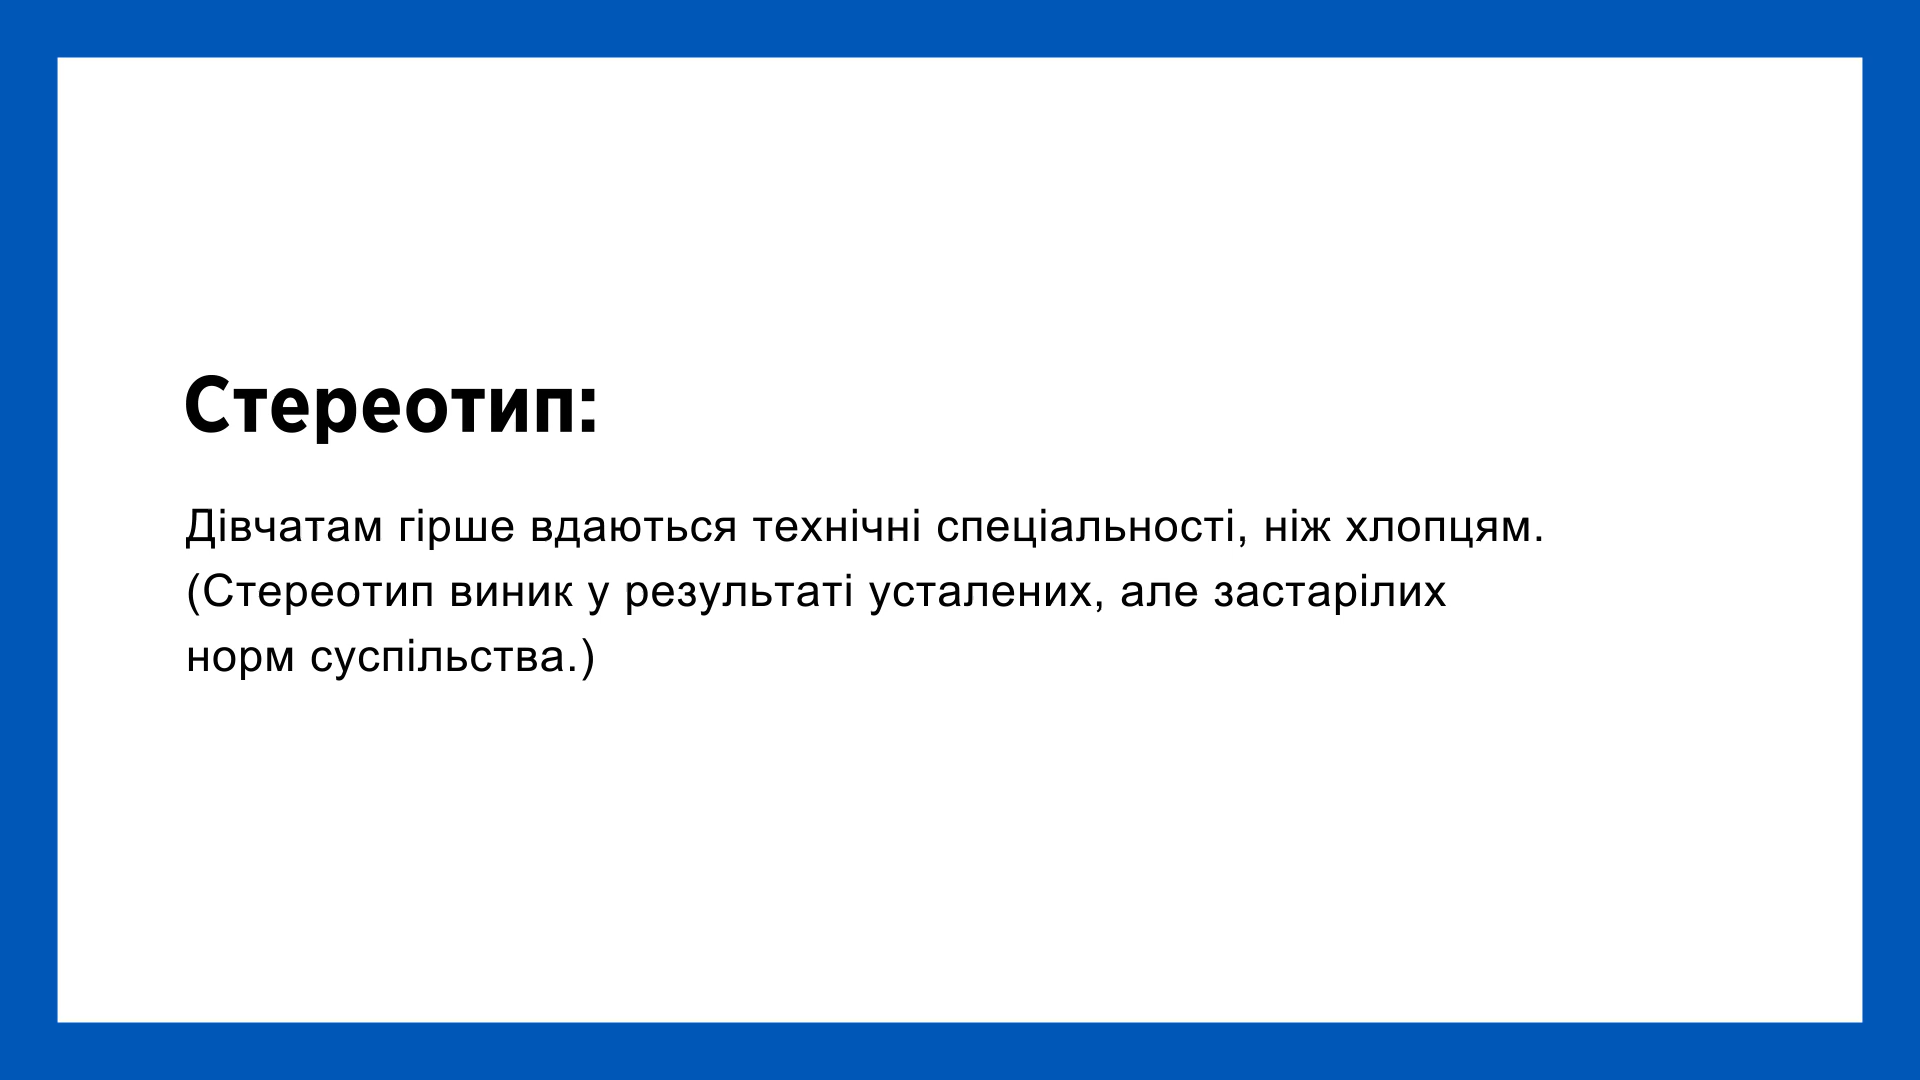 Стереотип:
Дівчатам гірше вдаються технічні спеціальності, ніж хлопцям.
(Стереотип виник у результаті усталених, але застарілих
норм суспільства.)